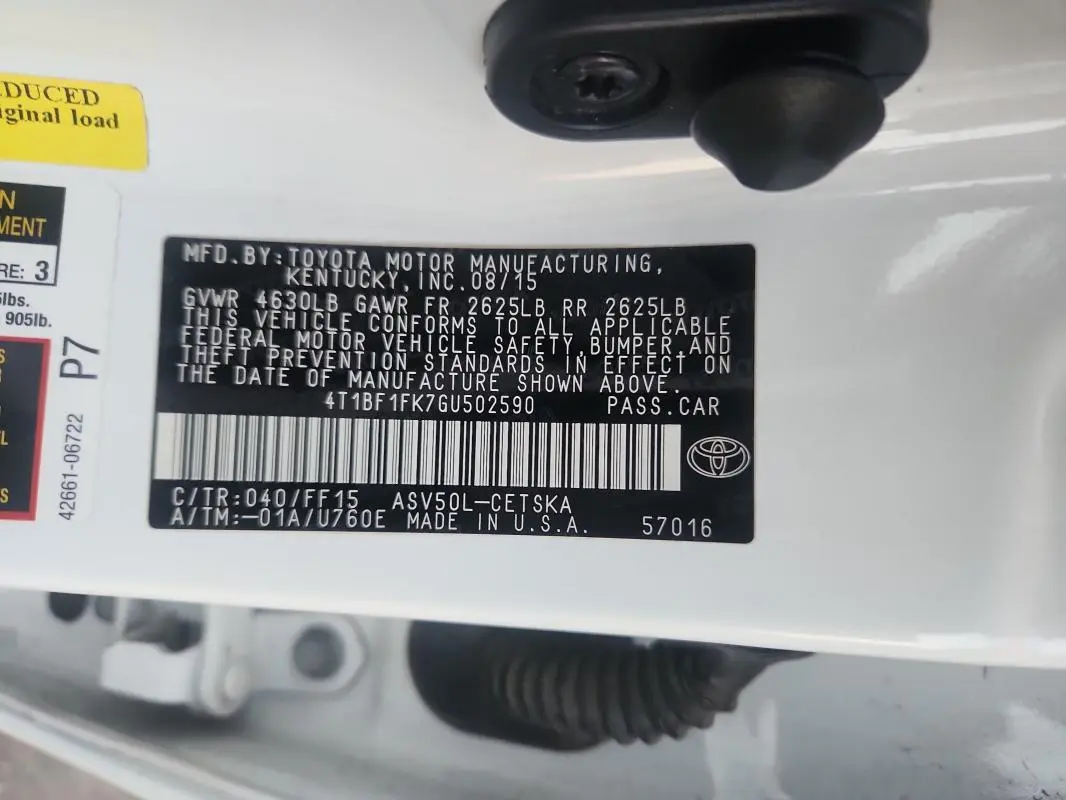 EDUCED
ginal load
N
MENT
RE: 3
lbs.
905lb.
P7
42661-06722
MFD.BY:TOYOTA MOTOR MANUFACTURING,
KENTUCKY,INC.08/15
GVWR 4630LB GAWR FR 2625LB RR 2625LB
THIS VEHICLE CONFORMS TO ALL APPLICABLE
FEDERAL MOTOR VEHICLE SAFETY,BUMPER,AND
THEFT PREVENTION STANDARDS IN EFFECT ON
THE DATE OF MANUFACTURE SHOWN ABOVE.
4T1BF1FK7GU502590 PASS.CAR
C/TR:040/FF15 ASV50L-CETSKA
A/TM:-01A/U760E MADE IN U.S.A. 57016